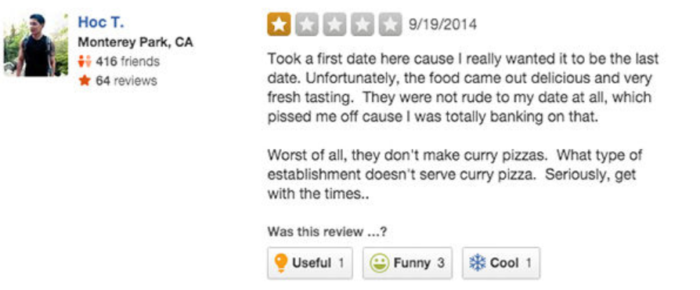 Hoc T.
Monterey Park, CA
416 friends
64 reviews
9/19/2014
Took a first date here cause I really wanted it to be the last
date. Unfortunately, the food came out delicious and very
fresh tasting. They were not rude to my date at all, which
pissed me off cause I was totally banking on that.
Worst of all, they don't make curry pizzas. What type of
establishment doesn't serve curry pizza. Seriously, get
with the times..
Was this review ...?
Useful 1
Funny 3
Cool 1